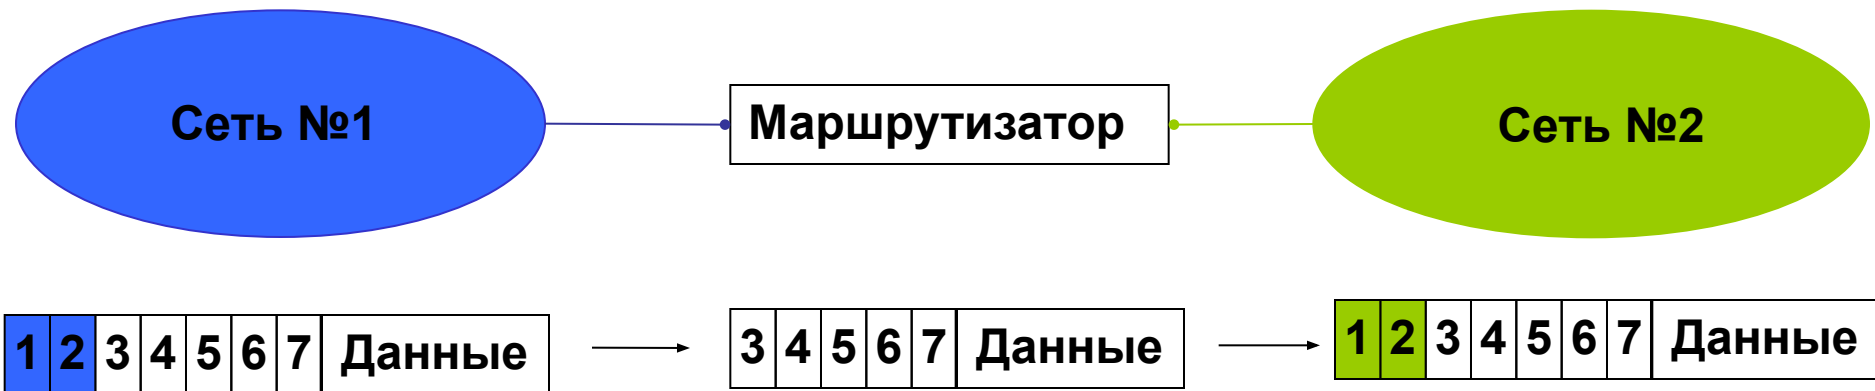 Сеть №1
Маршрутизатор
Сеть №2
1 2 3 4 5 6 7 Данные
3 4 5 6 7 Данные
1 2 3 4 5 6 7 Данные